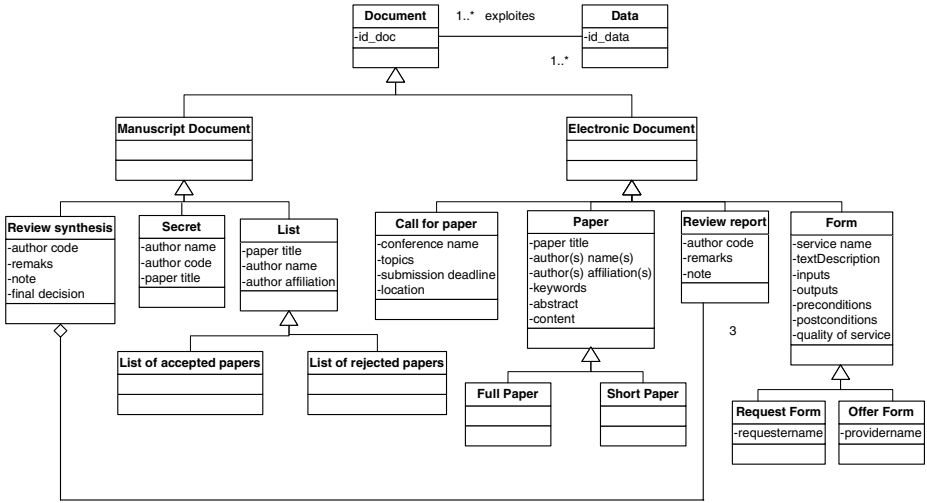 Document
-id_doc
1..* exploites
1..*
Data
-id_data
Manuscript Document
Electronic Document
Review synthesis
-author code
-remaks
-note
-final decision
Secret
-author name
-author code
-paper title
List
-paper title
-author name
-author affiliation
Call for paper
-conference name
-topics
-submission deadline
-location
Paper
-paper title
-author(s) name(s)
-author(s) affiliation(s)
-keywords
-abstract
-content
Review report
-author code
-remarks
-note
3
Form
-service name
-textDescription
-inputs
-outputs
-preconditions
-postconditions
-quality of service
List of accepted papers
List of rejected papers
Full Paper
Short Paper
Request Form
-requestername
Offer Form
-providername